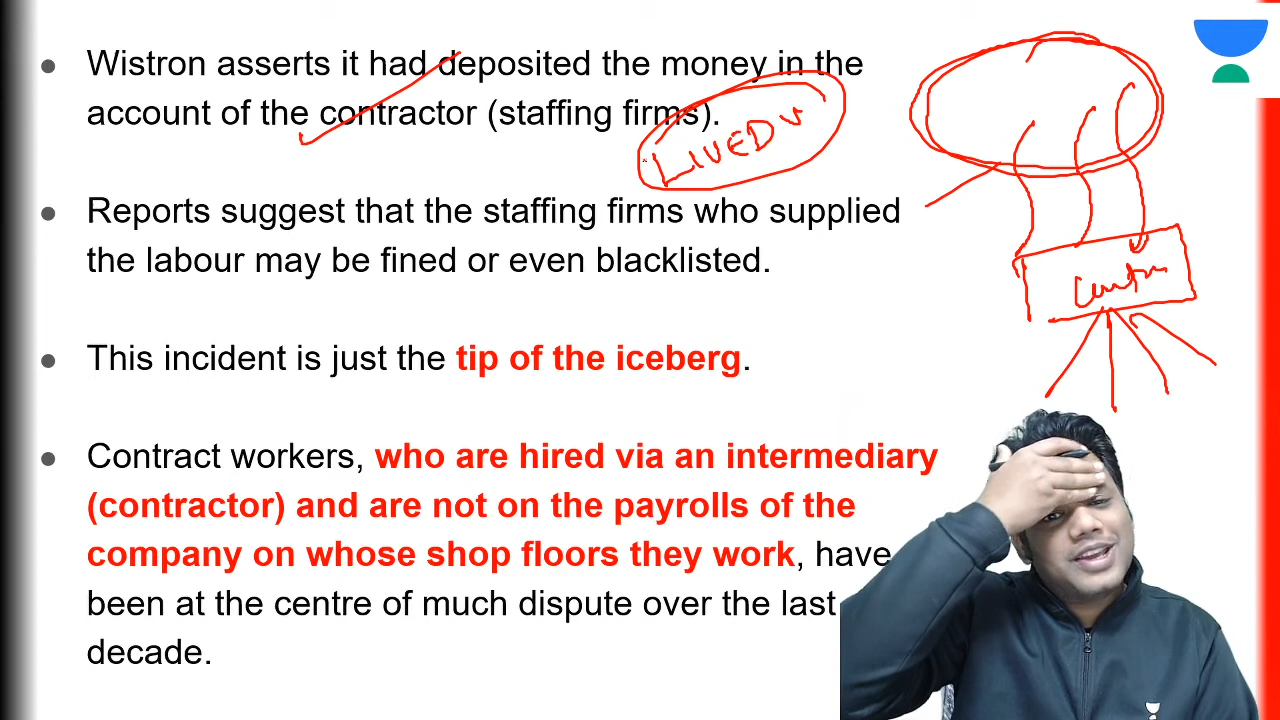 Wistron asserts it had deposited the money in the
account of the contractor (staffing firms).
LIVEDV
Reports suggest that the staffing firms who supplied
the labour may be fined or even blacklisted.
This incident is just the tip of the iceberg.
Contract workers, who are hired via an intermediary
(contractor) and are not on the payrolls of the
company on whose shop floors they work, have
been at the centre of much dispute over the last
decade.